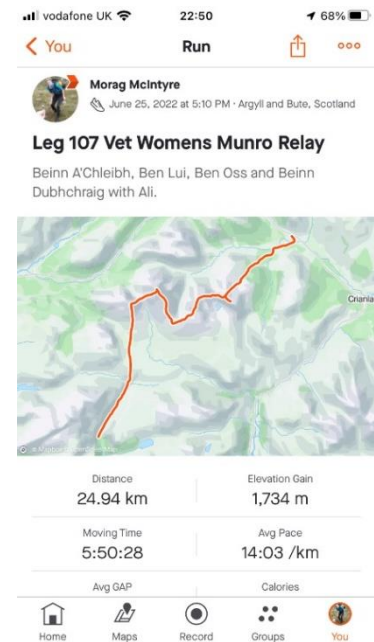 vodafone UK 22:50 68%
You Run
Morag McIntyre
June 25, 2022 at 5:10 PM · Argyll and Bute, Scotland
Leg 107 Vet Womens Munro Relay
Beinn A'Chleibh, Ben Lui, Ben Oss and Beinn
Dubhchraig with Ali.
Crianla
Distance Elevation Gain
24.94 km 1,734 m
Moving Time Avg Pace
5:50:28 14:03 /km
Avg GAP Calories
Home Maps Record Groups You